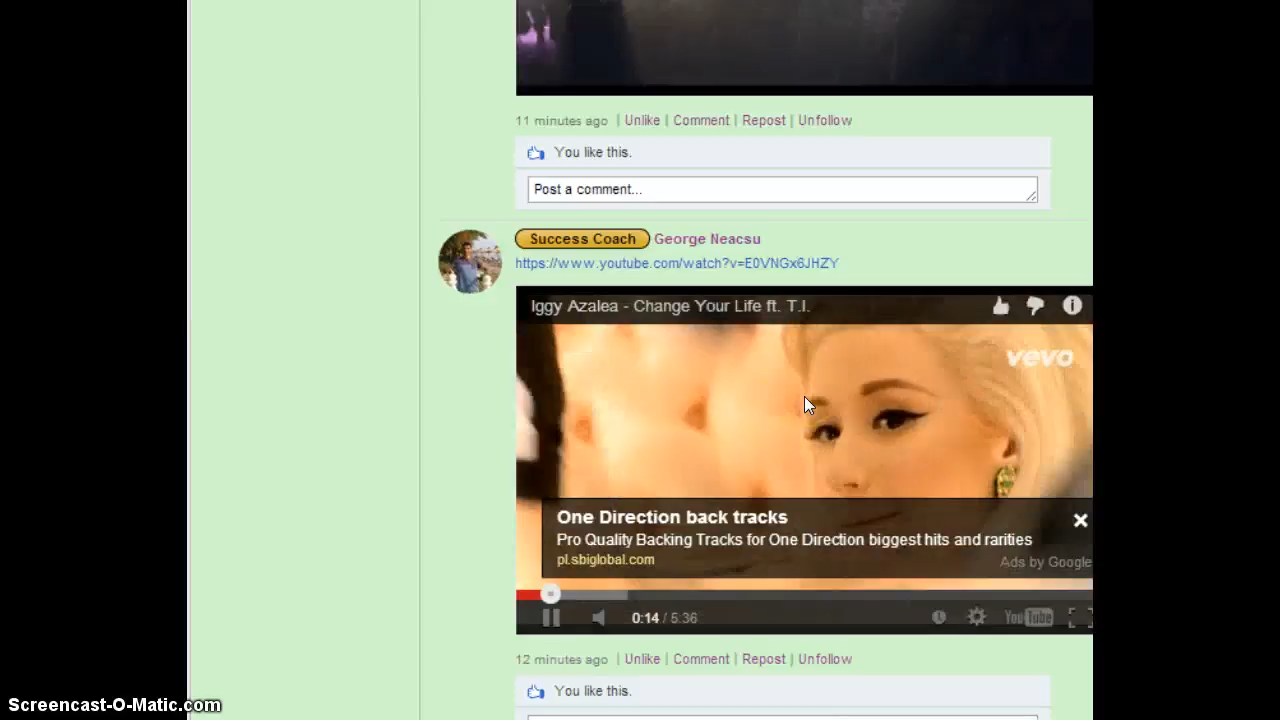 11 minutes ago | Unlike | Comment | Repost | Unfollow
You like this.
Post a comment...
Success Coach George Neacsu
https://www.youtube.com/watch?v=E0VNGx6JHZY
Iggy Azalea - Change Your Life ft. T.I.
vevo
One Direction back tracks
Pro Quality Backing Tracks for One Direction biggest hits and rarities
pl.sbiglobal.com
Ads by Google
0:14 / 5:36
YouTube
12 minutes ago | Unlike | Comment | Repost | Unfollow
You like this.
Screencast-O-Matic.com